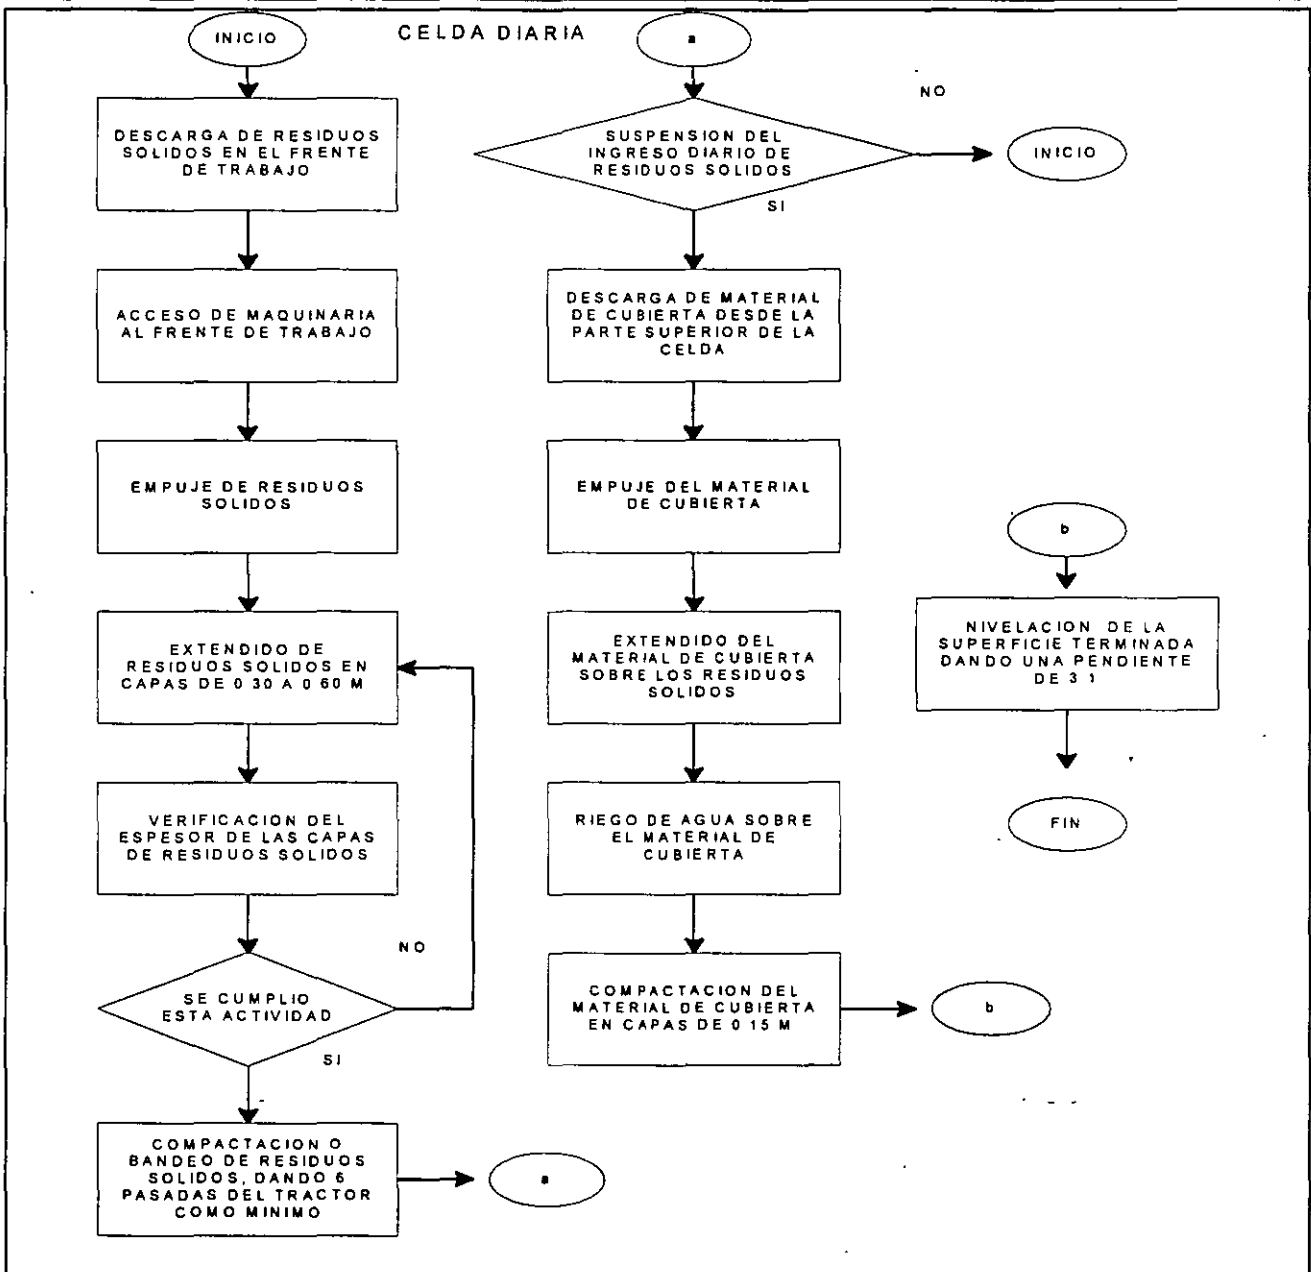 CELDA DIARIA
INICIO
DESCARGA DE RESIDUOS
SOLIDOS EN EL FRENTE
DE TRABAJO
ACCESO DE MAQUINARIA
AL FRENTE DE TRABAJO
EMPUJE DE RESIDUOS
SOLIDOS
EXTENDIDO DE
RESIDUOS SOLIDOS EN
CAPAS DE 0 30 A 0 60 M
VERIFICACION DEL
ESPESOR DE LAS CAPAS
DE RESIDUOS SOLIDOS
NO
SE CUMPLIO
ESTA ACTIVIDAD
SI
COMPACTACION O
BANDEO DE RESIDUOS
SOLIDOS, DANDO 6
PASADAS DEL TRACTOR
COMO MINIMO
a
a
NO
SUSPENSION DEL
INGRESO DIARIO DE
RESIDUOS SOLIDOS
INICIO
SI
DESCARGA DE MATERIAL
DE CUBIERTA DESDE LA
PARTE SUPERIOR DE LA
CELDA
EMPUJE DEL MATERIAL
DE CUBIERTA
EXTENDIDO DEL
MATERIAL DE CUBIERTA
SOBRE LOS RESIDUOS
SOLIDOS
RIEGO DE AGUA SOBRE
EL MATERIAL DE
CUBIERTA
COMPACTACION DEL
MATERIAL DE CUBIERTA
EN CAPAS DE 0 15 M
b
b
NIVELACION DE LA
SUPERFICIE TERMINADA
DANDO UNA PENDIENTE
DE 3 1
FIN